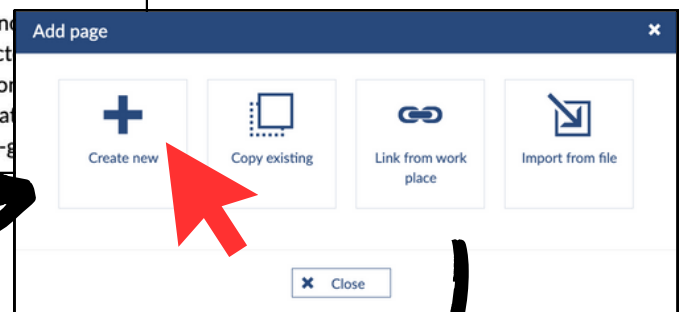 Add page
Create new
Copy existing
Link from work
place
Import from file
Close